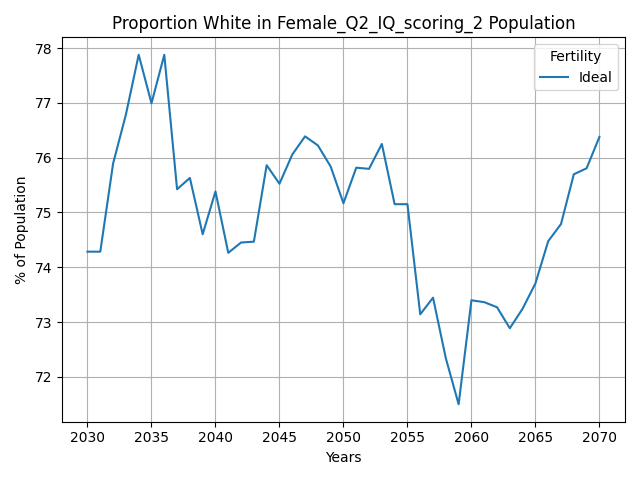 Proportion White in Female_Q2_IQ_scoring_2 Population
Fertility
Ideal
% of Population
78
77
76
75
74
73
72
2030 2035 2040 2045 2050 2055 2060 2065 2070
Years